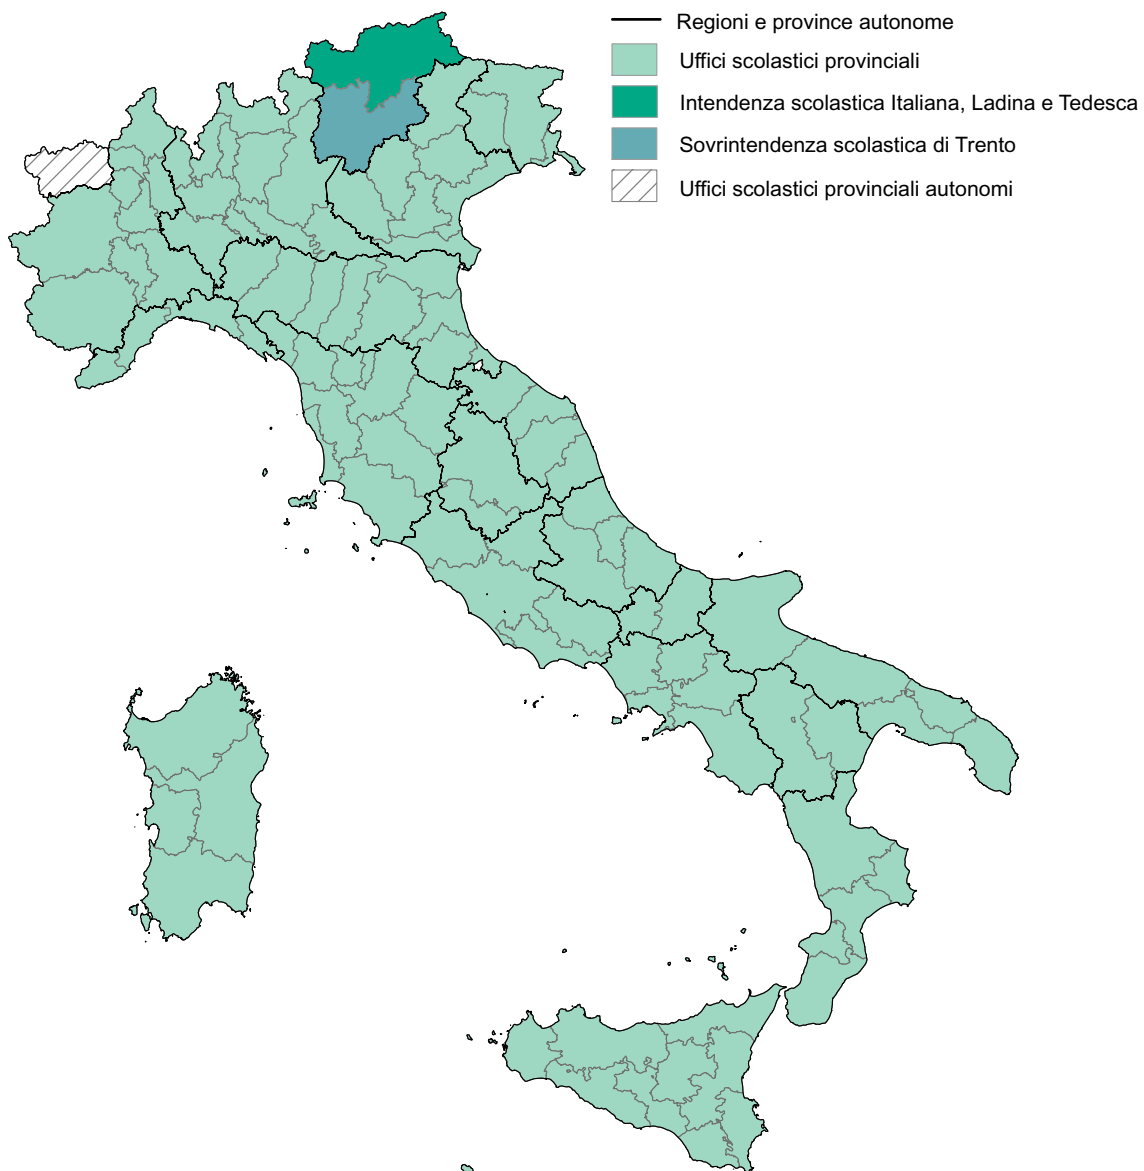 Regioni e province autonome
Uffici scolastici provinciali
Intendenza scolastica Italiana, Ladina e Tedesca
Sovrintendenza scolastica di Trento
Uffici scolastici provinciali autonomi